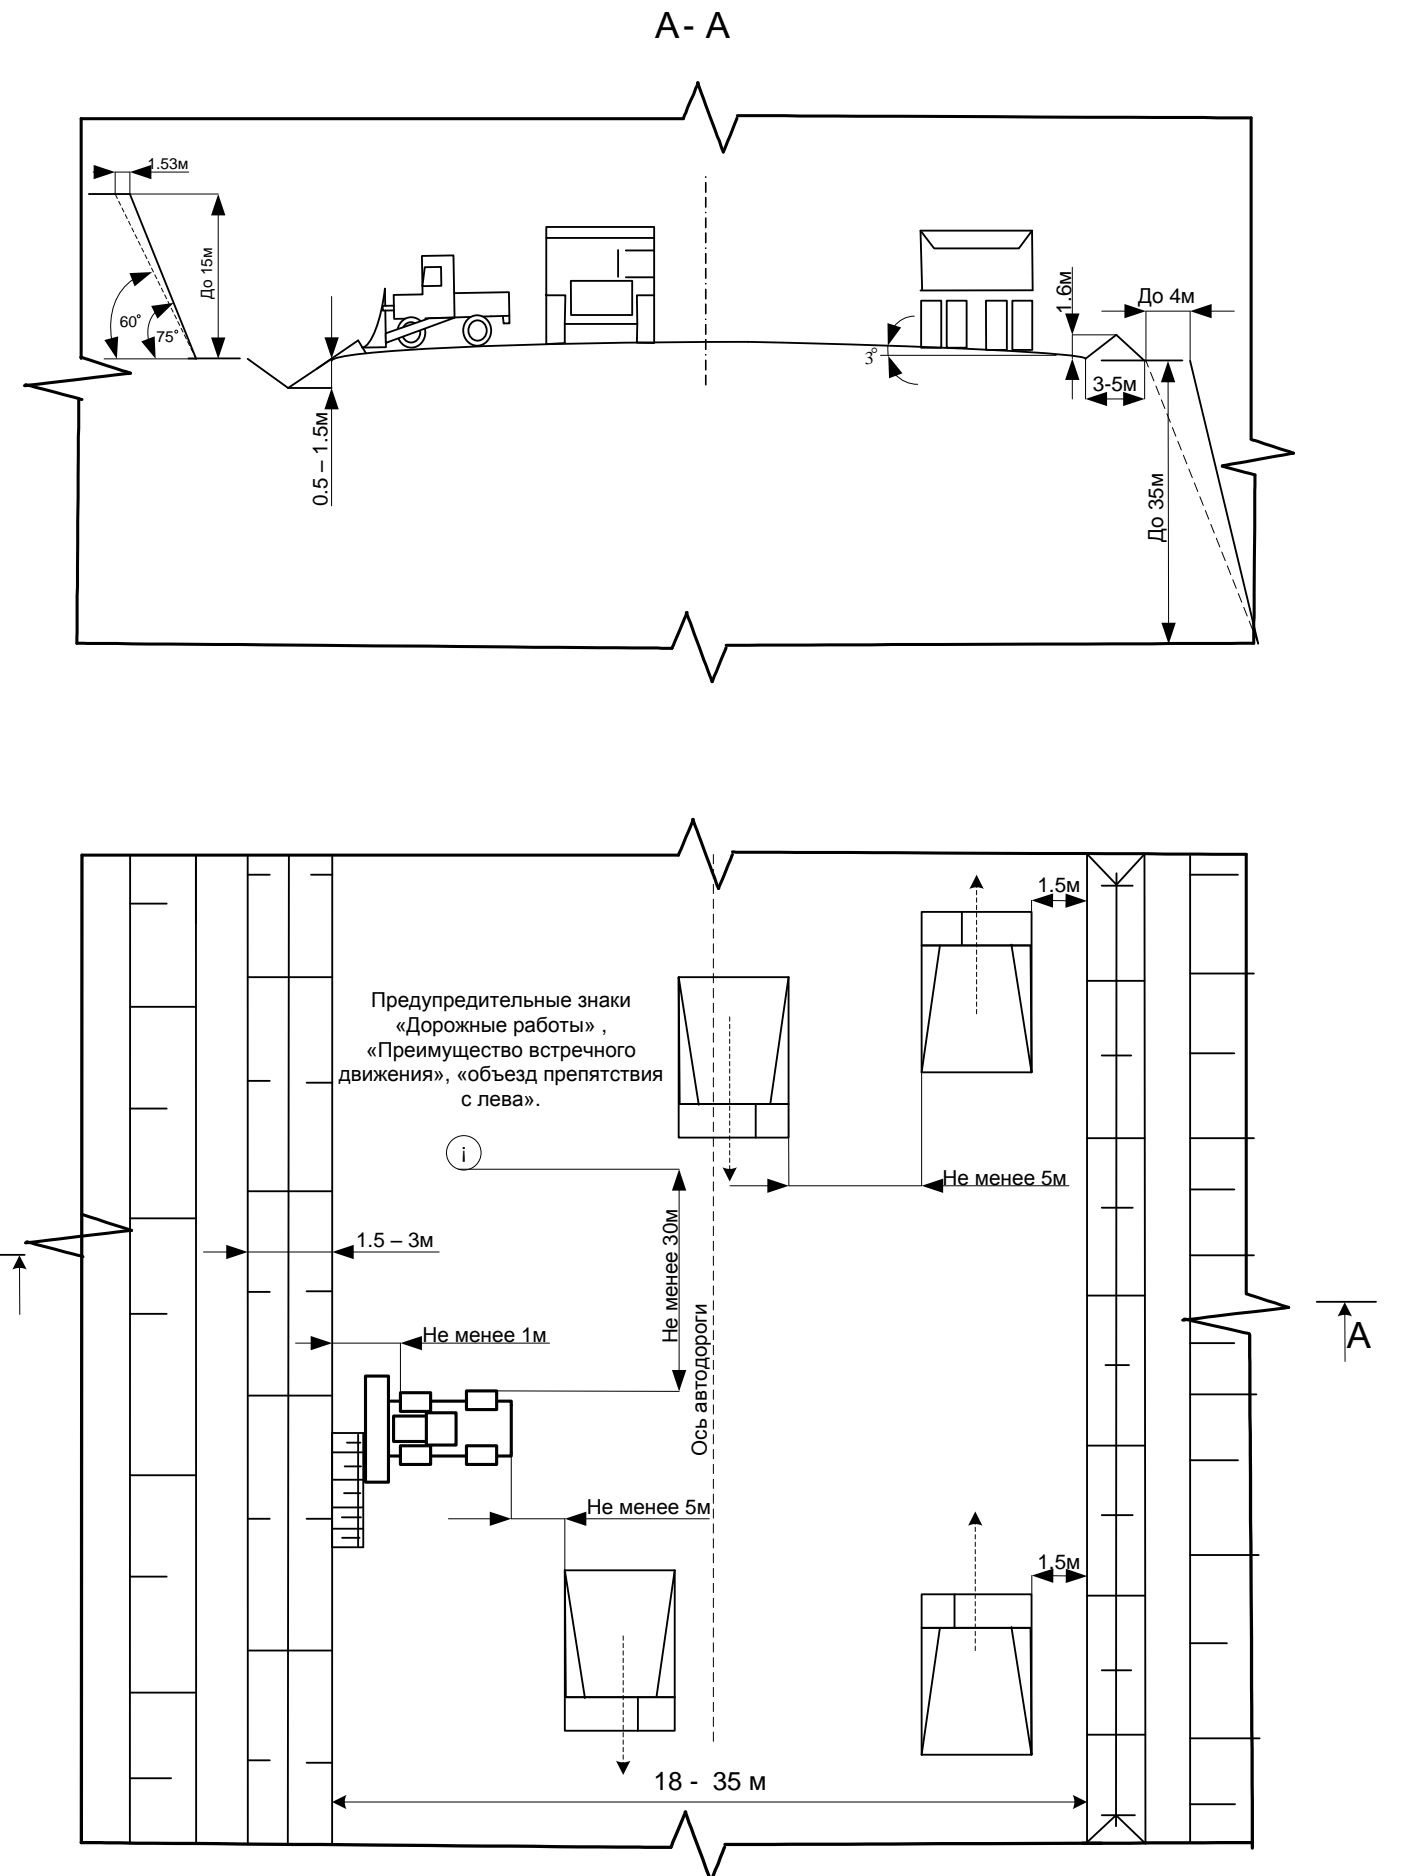 А- А
1.53м
До 15м
60°
75°
0.5 – 1.5м
3°
1.6м
До 4м
3-5м
До 35м
1.5м
Предупредительные знаки
«Дорожные работы» ,
«Преимущество встречного
движения», «объезд препятствия
с лева».
i
Не менее 5м
Не менее 30м
1.5 – 3м
Ось автодороги
Не менее 1м
А
Не менее 5м
1.5м
18 - 35 м